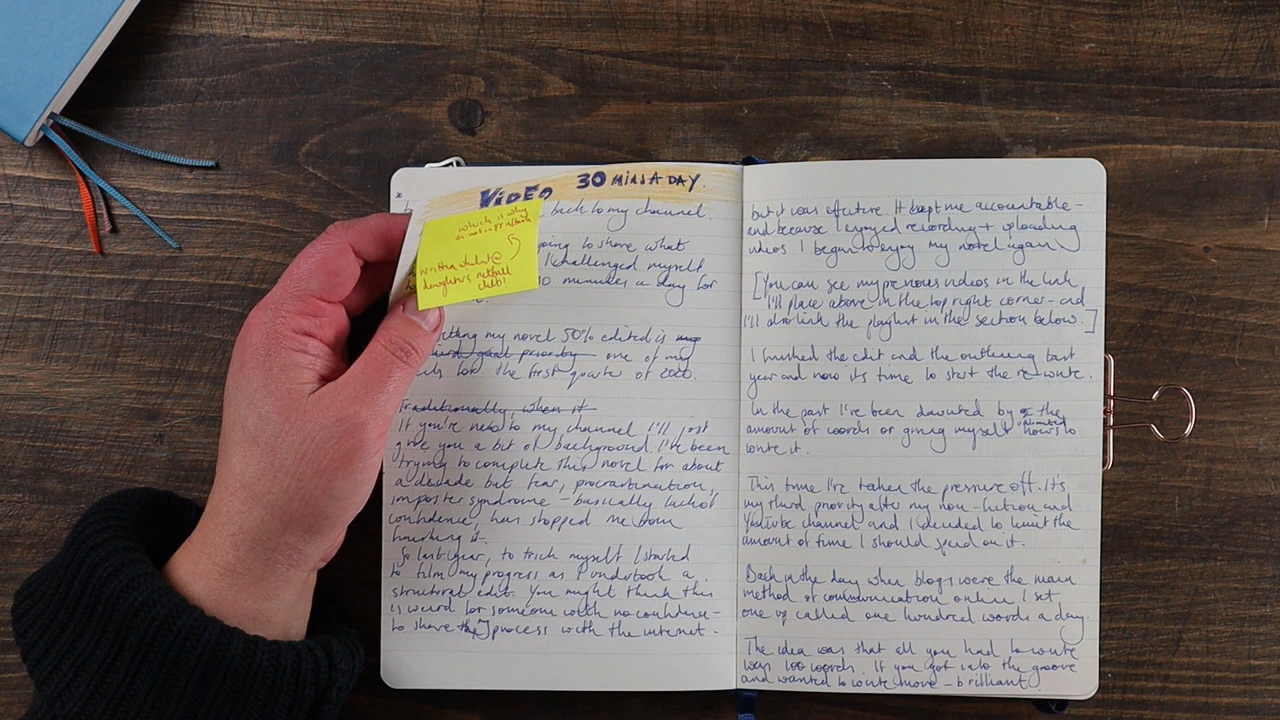 VIDEO 30 MINS A DAY.
back to my channel.
which is why
is not in YT notebook
written whilst @
daughter's netball
club!
going to share what
I challenged myself
30 minutes a day for
my novel 50% edited is my
third goal priority one of my
for the first quarter of 2020.
Traditionally, when it
If you're new to my channel I'll just
give you a bit of background. I've been
trying to complete this novel for about
a decade but fear, procrastination,
imposter syndrome - basically lack of
confidence, has stopped me from
finishing it.
So last year, to trick myself I started
to film my progress as I undertook a
structural edit. You might think this
is weird for someone with no confidence -
to share the] process with the internet -
but it was effective. It kept me accountable -
and because I enjoyed recording + uploading
videos I began to enjoy my novel again
[You can see my previous videos in the link
I'll place above in the top right corner - and
I'll also link the playlist in the section below.]
I finished the edit and the outlining last
year and now it's time to start the re-write.
In the past I've been daunted by the
amount of words or giving myself unlimited hours to
write it.
This time I've taken the pressure off. It's
my third priority after my non-fiction and
YouTube channel and I decided to limit the
amount of time I should spend on it.
Back in the day when blogs were the main
method of communication online I set
one up called one hundred words a day.
The idea was that all you had to write
was 100 words. If you got into the groove
and wanted to write more - brilliant.